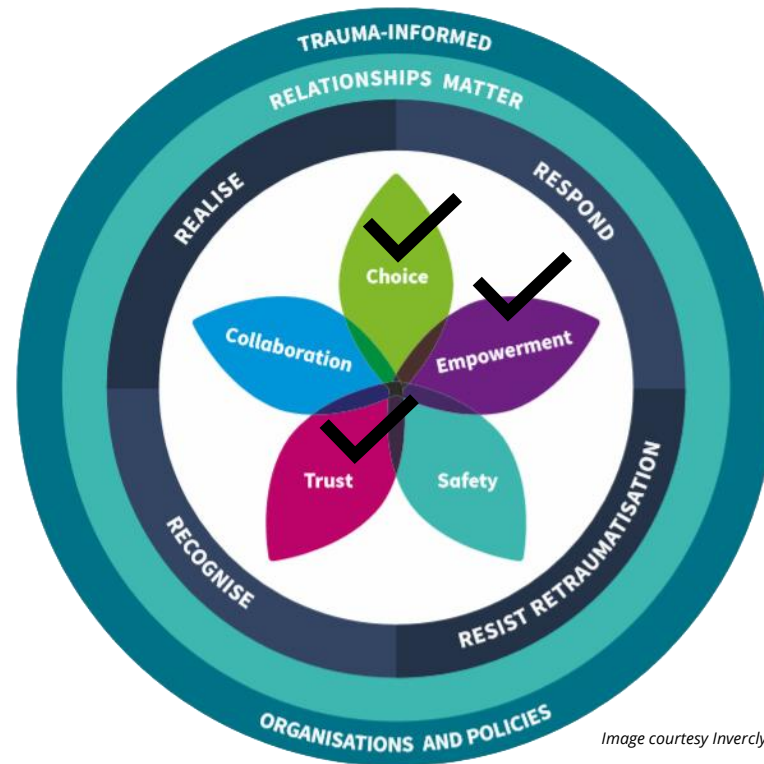 TRAUMA-INFORMED
RELATIONSHIPS MATTER
REALISE
RESPOND
Choice
Collaboration
Empowerment
Trust
Safety
RECOGNISE
RESIST RETRAUMATISATION
ORGANISATIONS AND POLICIES
Image courtesy Invercly